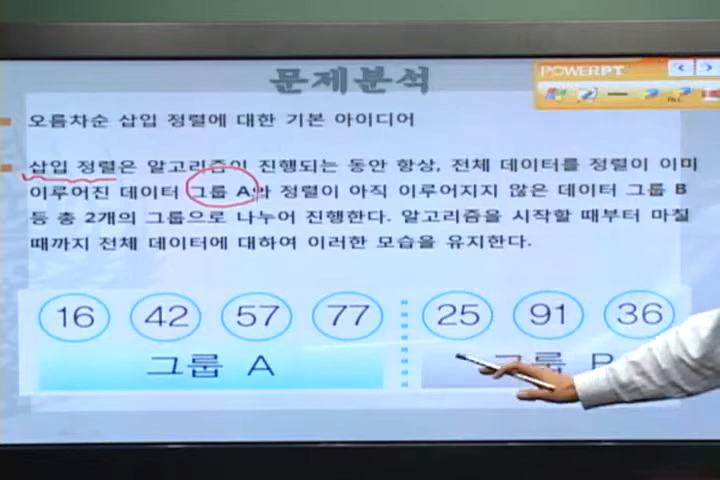 문제분석
POWERPT
오름차순 삽입 정렬에 대한 기본 아이디어
삽입 정렬은 알고리즘이 진행되는 동안 항상, 전체 데이터를 정렬이 이미
이루어진 데이터 그룹 A와 정렬이 아직 이루어지지 않은 데이터 그룹 B
등 총 2개의 그룹으로 나누어 진행한다. 알고리즘을 시작할 때부터 마칠
때까지 전체 데이터에 대하여 이러한 모습을 유지한다.
16 42 57 77 25 91 36
그룹 A 그룹